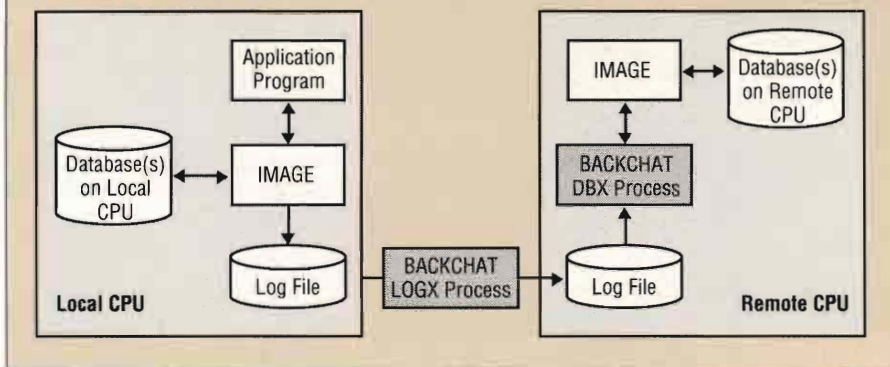 Application
Program
IMAGE
Database(s)
on Local
CPU
Log File
Local CPU
BACKCHAT
LOGX Process
IMAGE
Database(s)
on Remote
CPU
BACKCHAT
DBX Process
Log File
Remote CPU